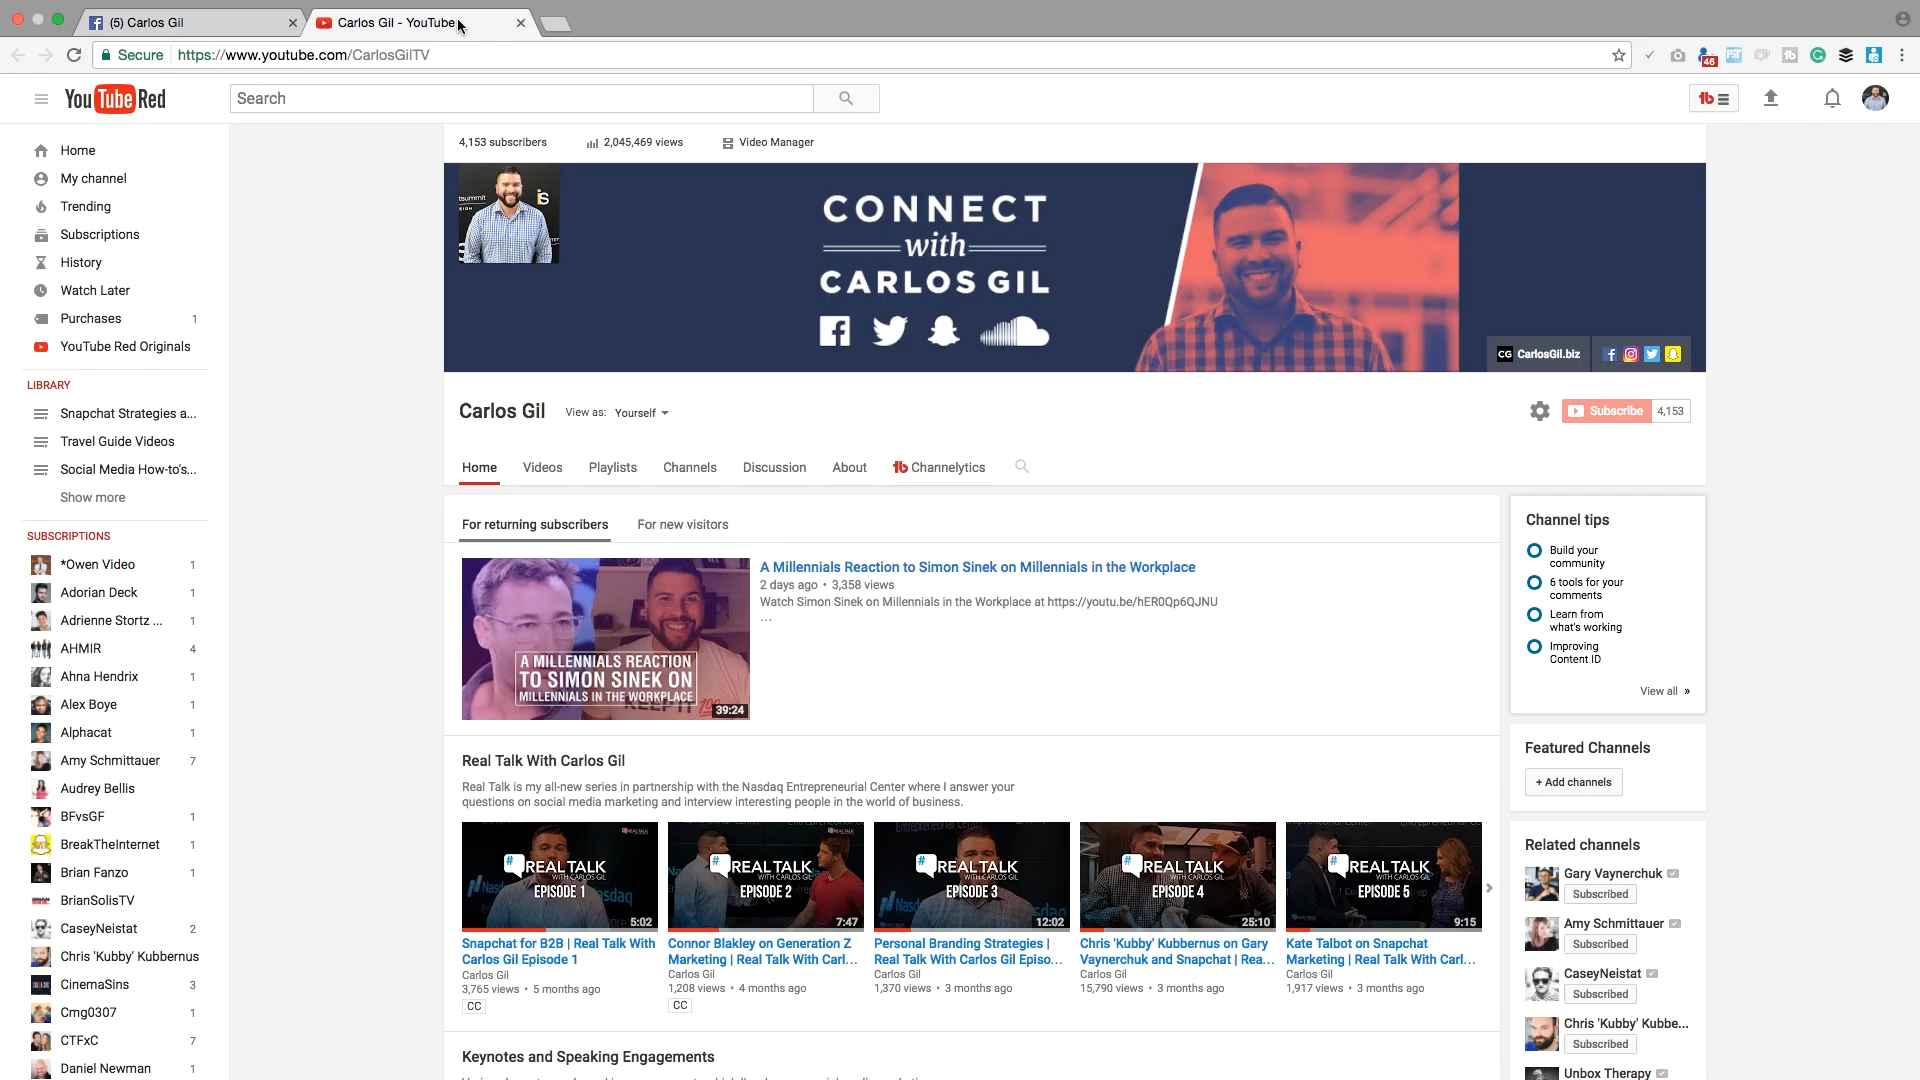 (5) Carlos Gil
Carlos Gil - YouTube
Secure https://www.youtube.com/CarlosGilTV
46
YouTube Red
Search
tb
Home
My channel
Trending
Subscriptions
History
Watch Later
Purchases 1
YouTube Red Originals
LIBRARY
Snapchat Strategies a...
Travel Guide Videos
Social Media How-to's...
Show more
SUBSCRIPTIONS
*Owen Video 1
Adorian Deck 1
Adrienne Stortz ... 1
AHMIR 4
Ahna Hendrix 1
Alex Boye 1
Alphacat 1
Amy Schmittauer 7
Audrey Bellis
BFvsGF 1
BreakTheInternet 1
Brian Fanzo 1
BrianSolisTV
CaseyNeistat 2
Chris 'Kubby' Kubbernus
CinemaSins 3
Cmg0307 1
CTFxC 7
Daniel Newman 1
4,153 subscribers 2,045,469 views Video Manager
CONNECT
with
CARLOS GIL
CG CarlosGil.biz
Carlos Gil View as: Yourself
Subscribe 4,153
Home Videos Playlists Channels Discussion About tb Channelytics
For returning subscribers For new visitors
A MILLENNIALS REACTION
TO SIMON SINEK ON
MILLENNIALS IN THE WORKPLACE
39:24
A Millennials Reaction to Simon Sinek on Millennials in the Workplace
2 days ago • 3,358 views
Watch Simon Sinek on Millennials in the Workplace at https://youtu.be/hER0Qp6QJNU
...
Real Talk With Carlos Gil
Real Talk is my all-new series in partnership with the Nasdaq Entrepreneurial Center where I answer your
questions on social media marketing and interview interesting people in the world of business.
# REAL TALK
WITH CARLOS GIL
EPISODE 1
5:02
Snapchat for B2B | Real Talk With
Carlos Gil Episode 1
Carlos Gil
3,765 views • 5 months ago
CC
# REAL TALK
WITH CARLOS GIL
EPISODE 2
7:47
Connor Blakley on Generation Z
Marketing | Real Talk With Carl...
Carlos Gil
1,208 views • 4 months ago
CC
# REAL TALK
WITH CARLOS GIL
EPISODE 3
12:02
Personal Branding Strategies |
Real Talk With Carlos Gil Episo...
Carlos Gil
1,370 views • 3 months ago
# REAL TALK
WITH CARLOS GIL
EPISODE 4
25:10
Chris 'Kubby' Kubbernus on Gary
Vaynerchuk and Snapchat | Rea...
Carlos Gil
15,790 views • 3 months ago
# REAL TALK
WITH CARLOS GIL
EPISODE 5
9:15
Kate Talbot on Snapchat
Marketing | Real Talk With Carl...
Carlos Gil
1,917 views • 3 months ago
Keynotes and Speaking Engagements
Channel tips
Build your
community
6 tools for your
comments
Learn from
what's working
Improving
Content ID
View all »
Featured Channels
+ Add channels
Related channels
Gary Vaynerchuk
Subscribed
Amy Schmittauer
Subscribed
CaseyNeistat
Subscribed
Chris 'Kubby' Kubbe...
Subscribed
Unbox Therapy